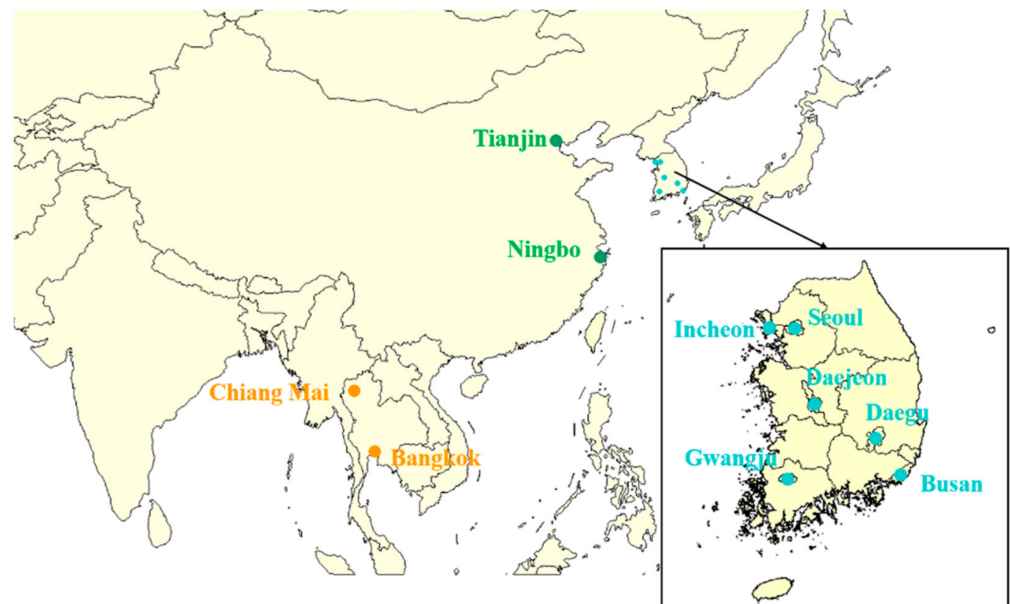 Tianjin
Ningbo
Chiang Mai
Bangkok
Incheon
Seoul
Daejeon
Daegu
Gwangju
Busan